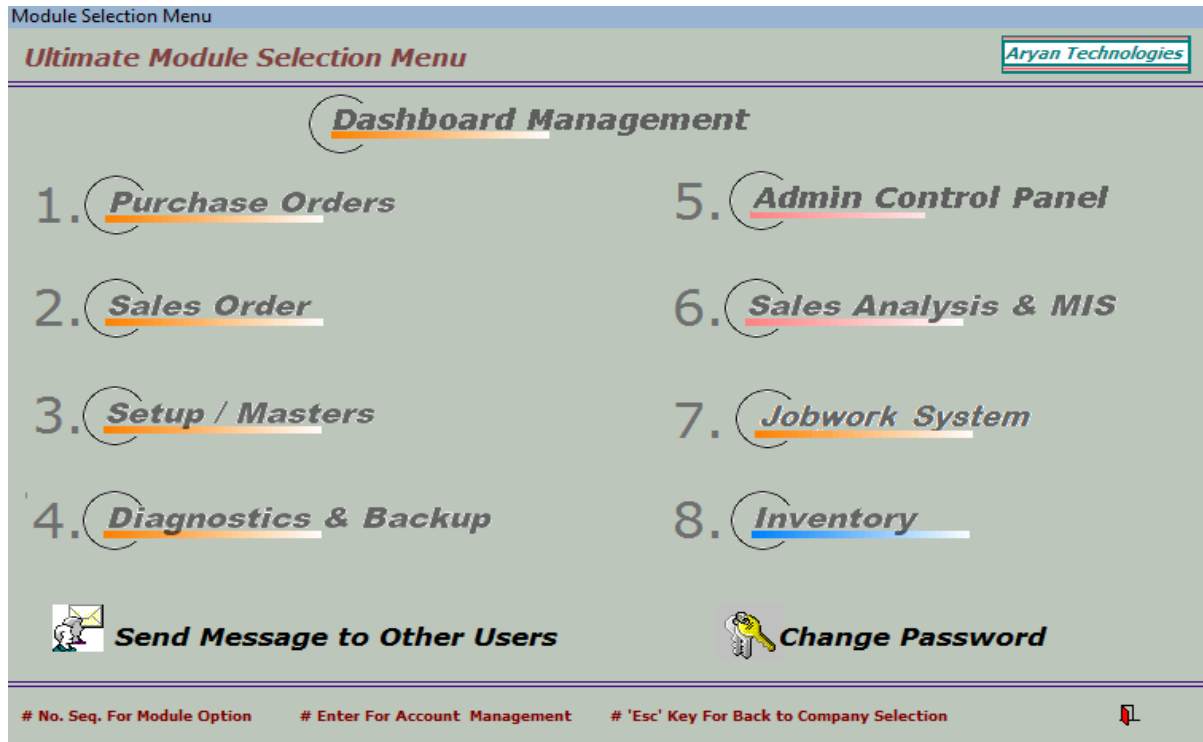 Module Selection Menu
Ultimate Module Selection Menu
Aryan Technologies
Dashboard Management
1. Purchase Orders
5. Admin Control Panel
2. Sales Order
6. Sales Analysis & MIS
3. Setup / Masters
7. Jobwork System
4. Diagnostics & Backup
8. Inventory
Send Message to Other Users
Change Password
# No. Seq. For Module Option # Enter For Account Management # 'Esc' Key For Back to Company Selection